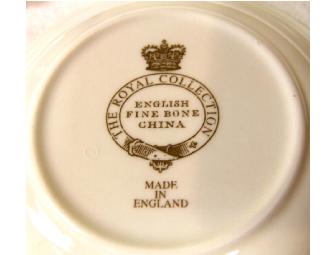 THE ROYAL COLLECTION
ENGLISH
FINE BONE
CHINA
MADE
IN
ENGLAND